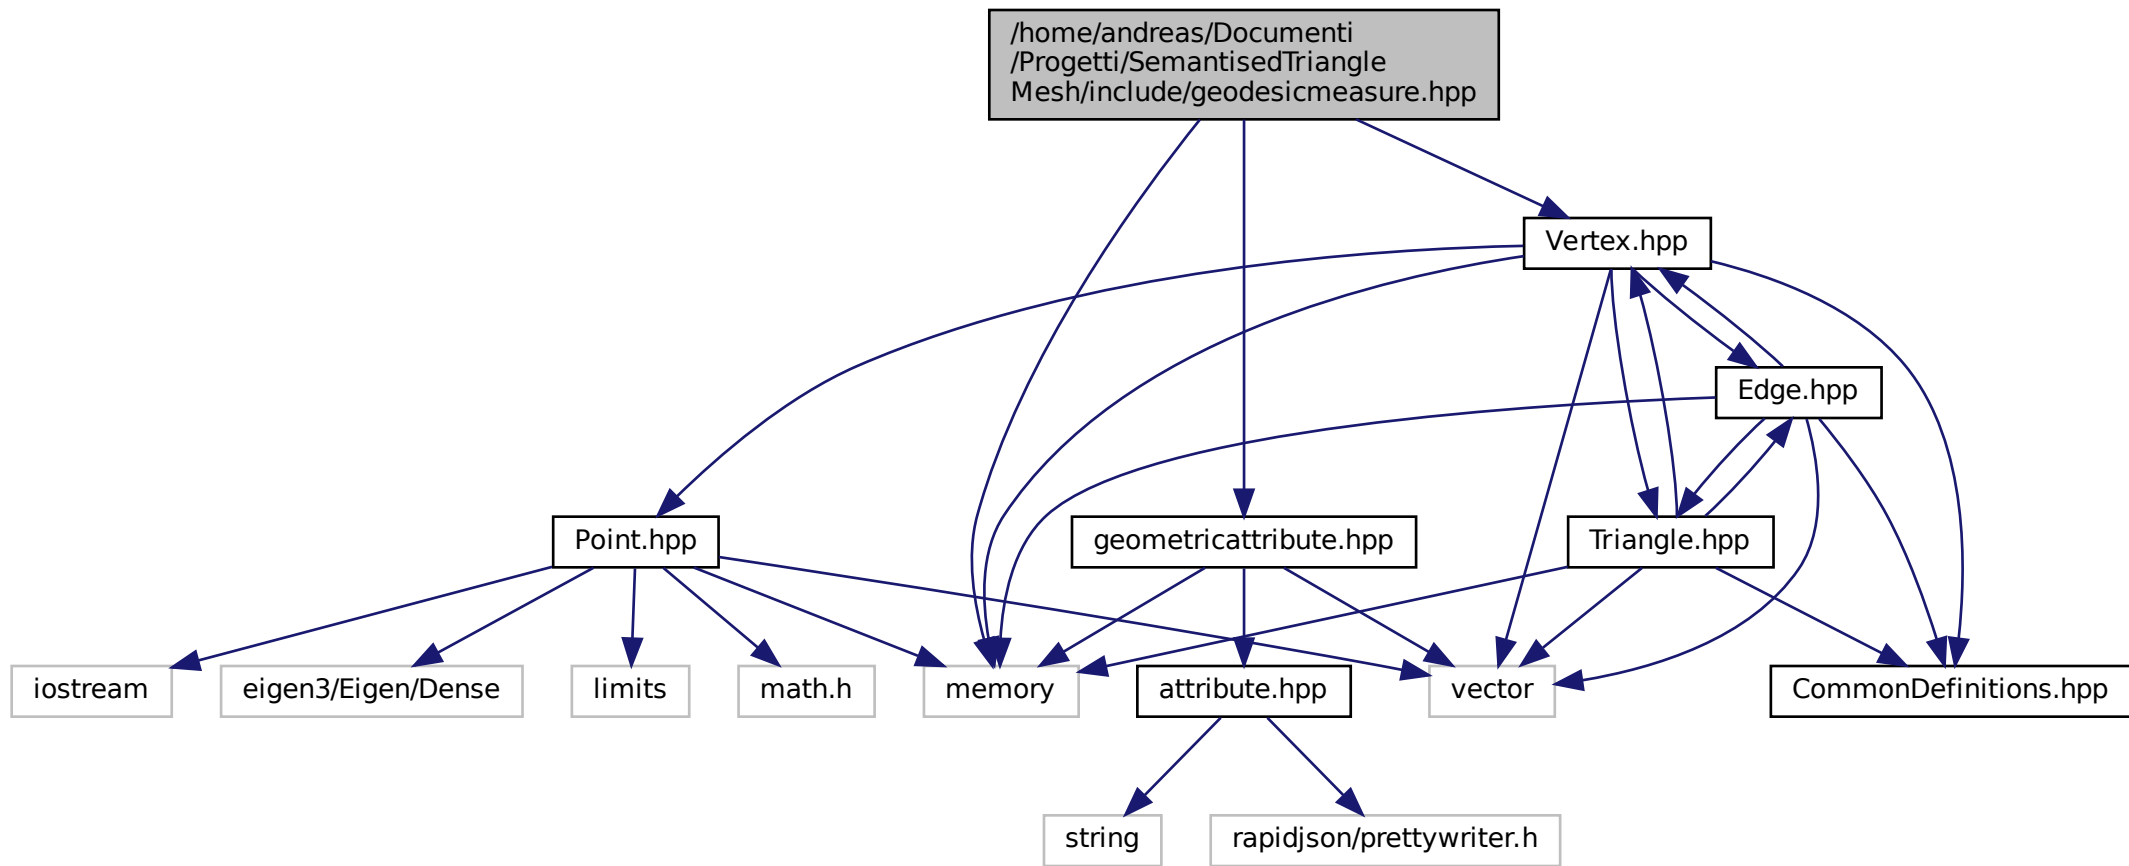 /home/andreas/Documenti
/Progetti/SemantisedTriangle
Mesh/include/geodesicmeasure.hpp
Vertex.hpp
Edge.hpp
Point.hpp
geometricattribute.hpp
Triangle.hpp
iostream
eigen3/Eigen/Dense
limits
math.h
memory
attribute.hpp
vector
CommonDefinitions.hpp
string
rapidjson/prettywriter.h